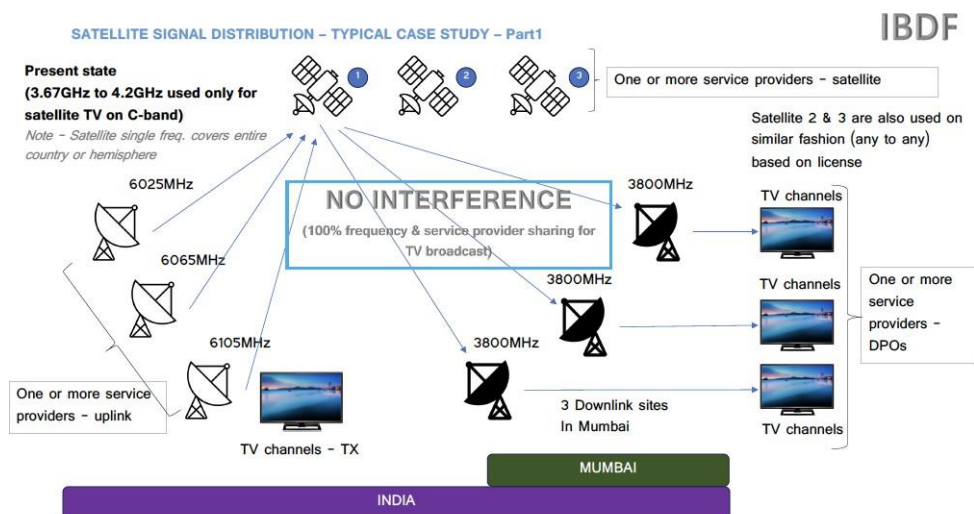 SATELLITE SIGNAL DISTRIBUTION – TYPICAL CASE STUDY – Part1
IBDF
Present state
(3.67GHz to 4.2GHz used only for
satellite TV on C-band)
Note – Satellite single freq. covers entire
country or hemisphere
1
2
3
One or more service providers – satellite
Satellite 2 & 3 are also used on
similar fashion (any to any)
based on license
6025MHz
6065MHz
6105MHz
NO INTERFERENCE
(100% frequency & service provider sharing for
TV broadcast)
3800MHz
3800MHz
3800MHz
TV channels
TV channels
TV channels
One or more
service
providers –
DPOs
One or more service
providers – uplink
TV channels – TX
3 Downlink sites
In Mumbai
MUMBAI
INDIA